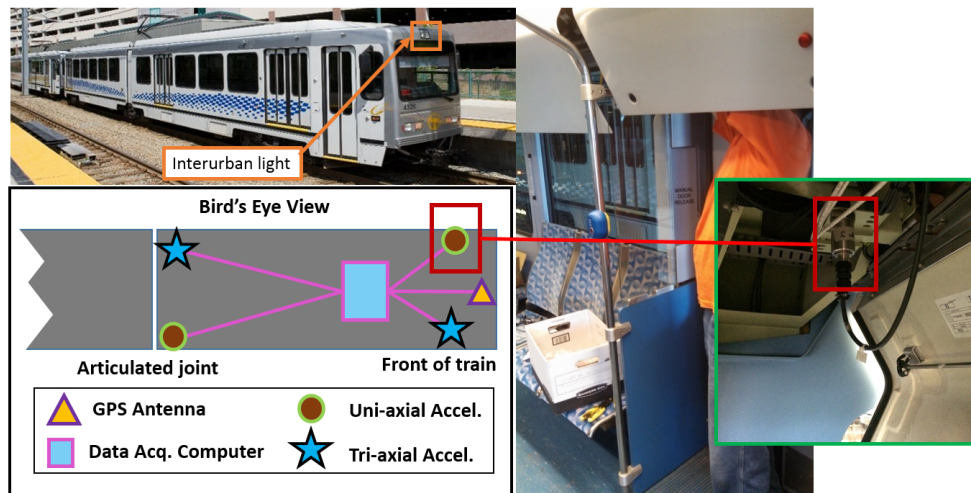 4326
Interurban light
Bird's Eye View
Articulated joint
Front of train
GPS Antenna
Uni-axial Accel.
Data Acq. Computer
Tri-axial Accel.
MANUAL
DOOR
RELEASE